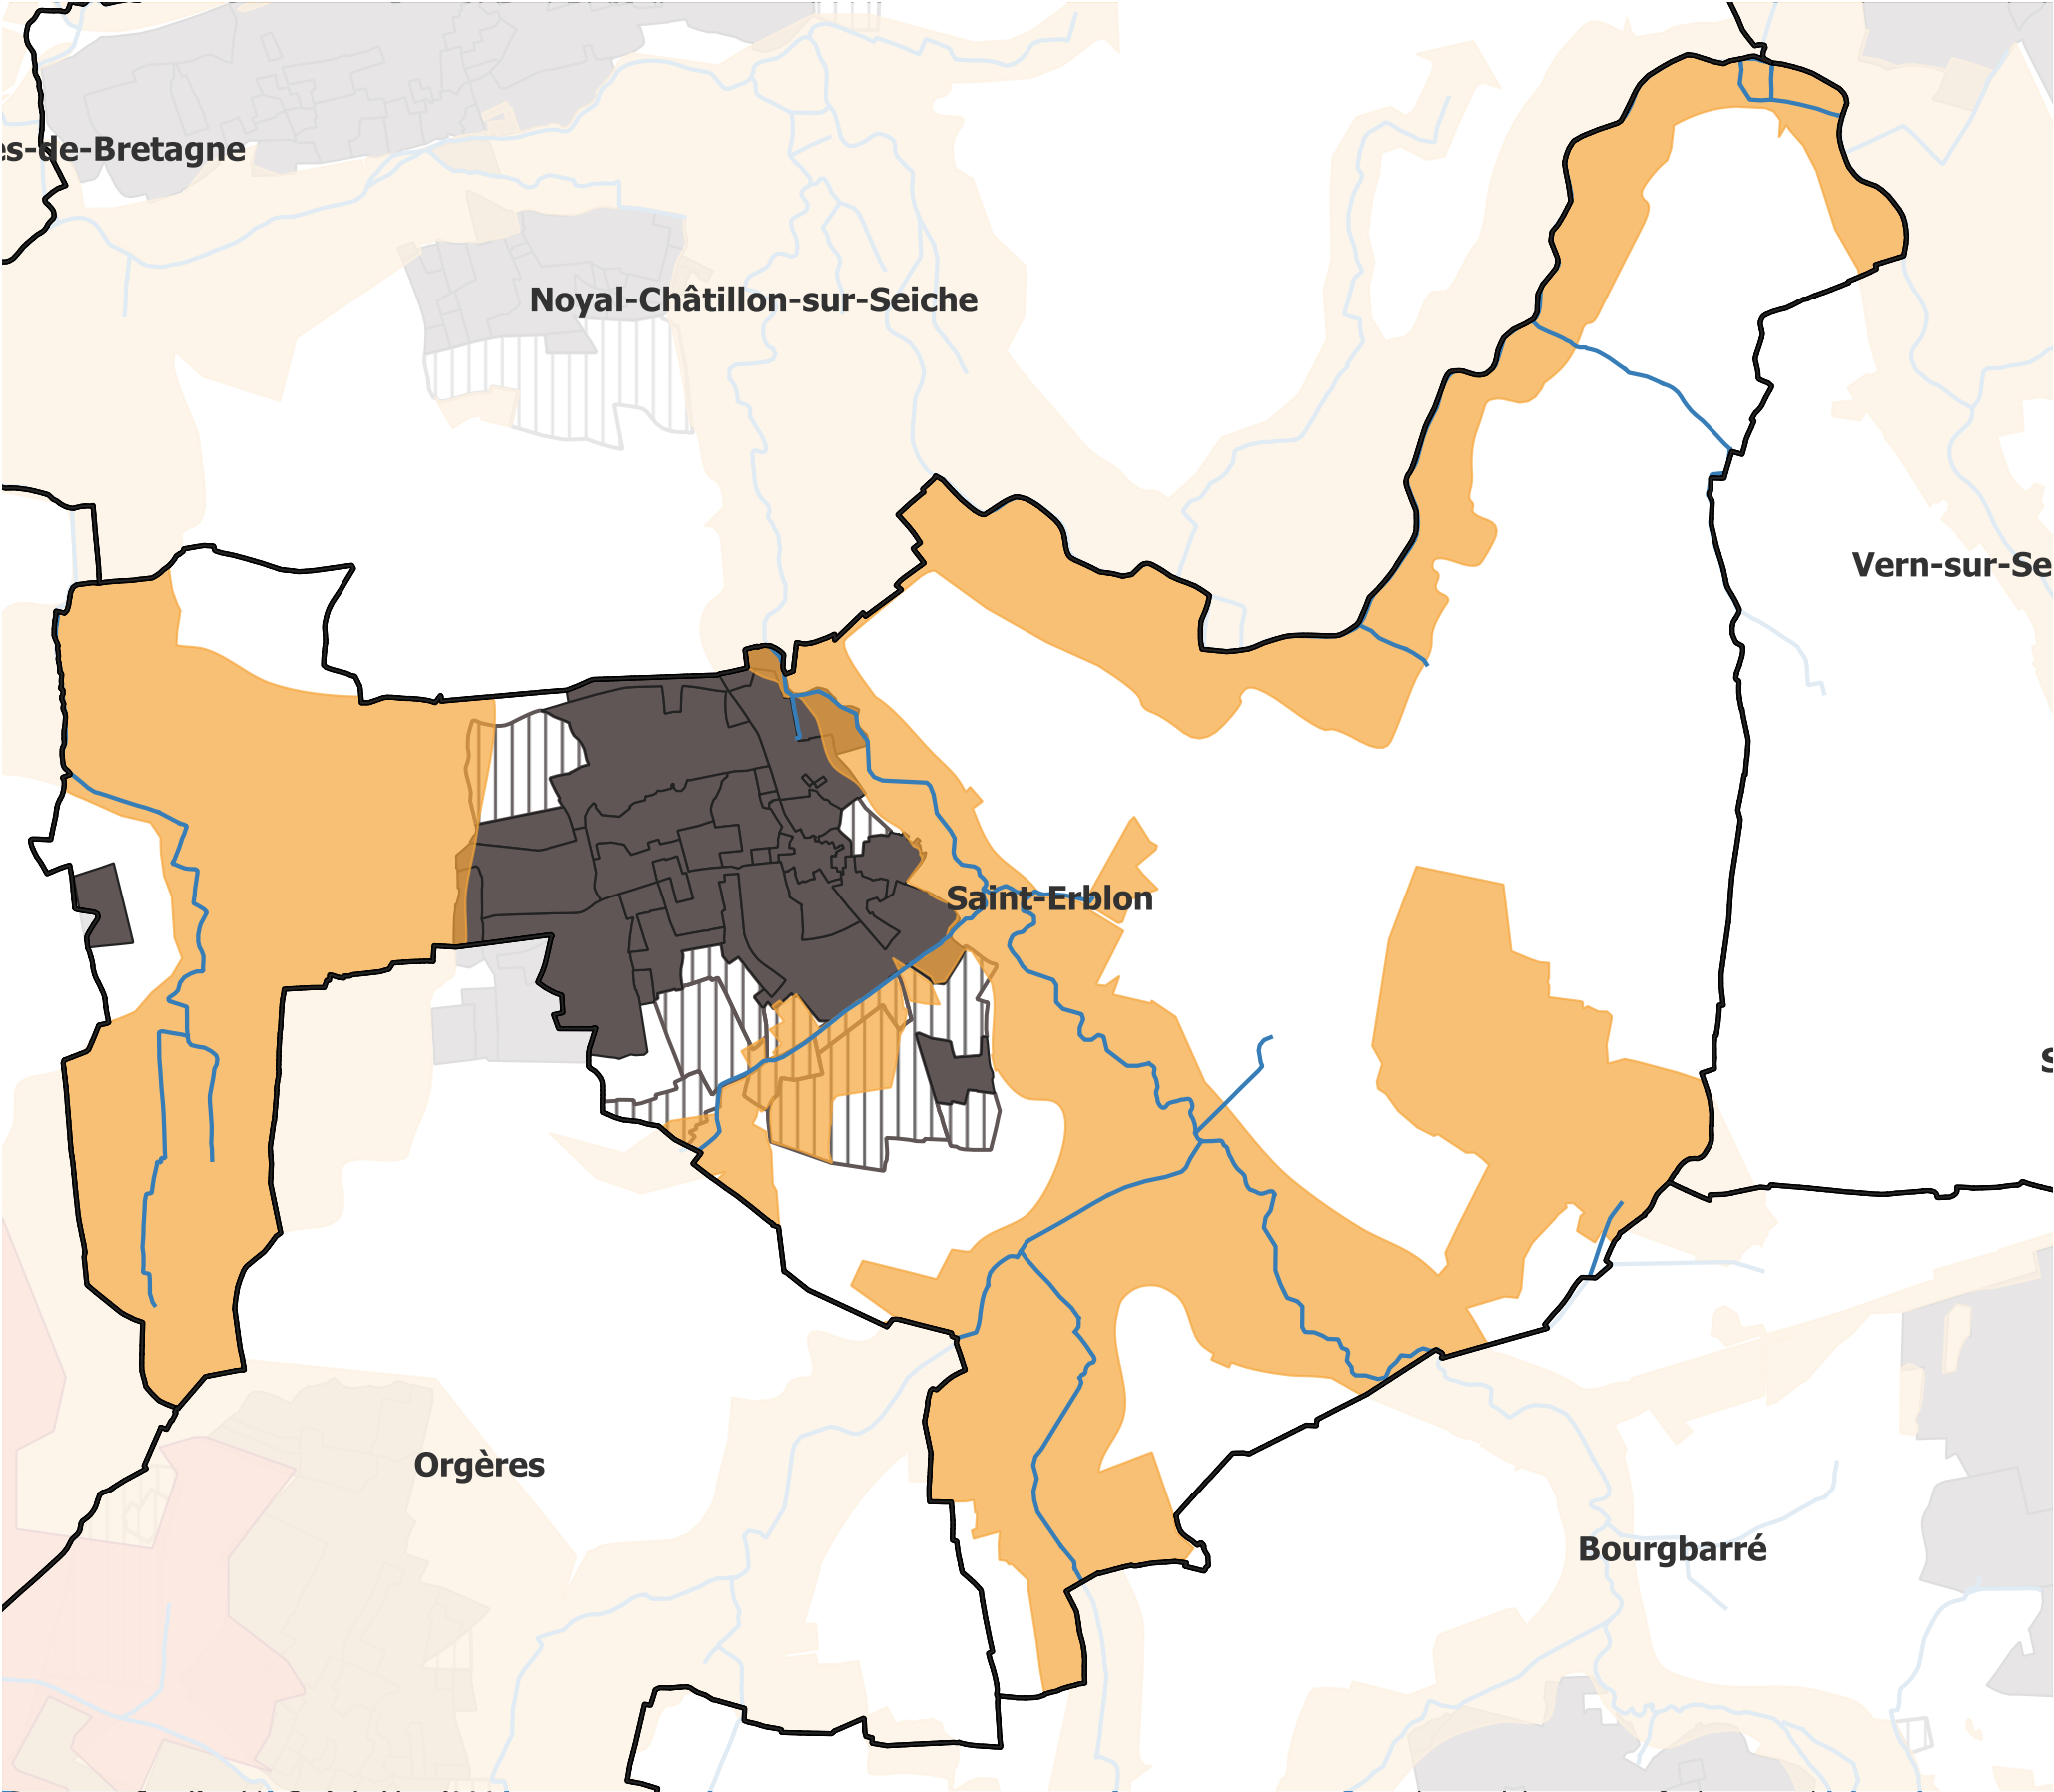 es-de-Bretagne
Noyal-Châtillon-sur-Seiche
Vern-sur-Se
Saint-Erblon
S
Orgères
Bourgbarré